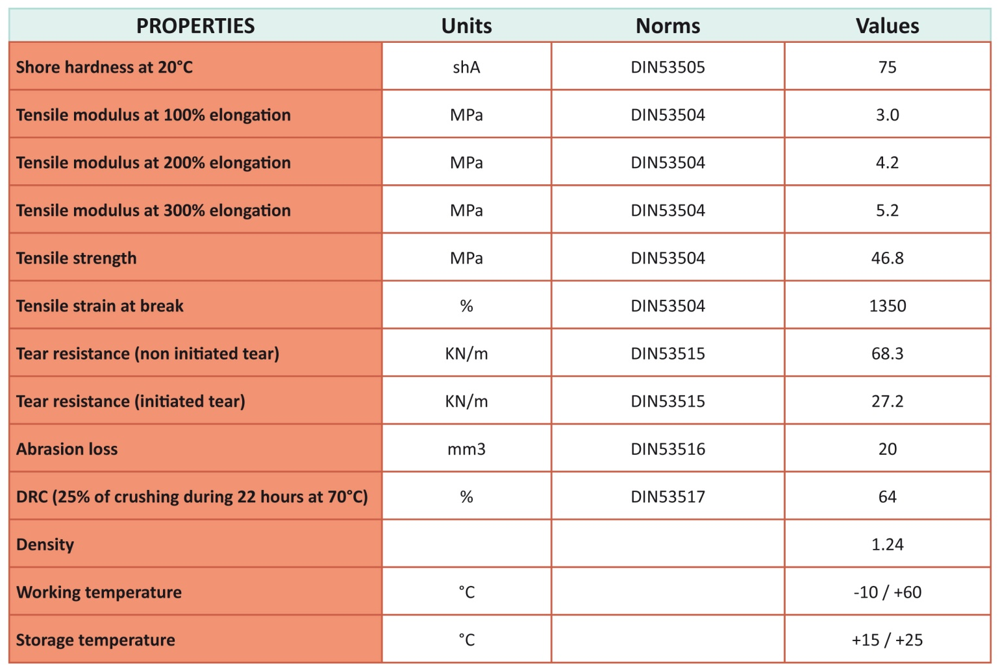 PROPERTIES Units Norms Values
Shore hardness at 20°C shA DIN53505 75
Tensile modulus at 100% elongation MPa DIN53504 3.0
Tensile modulus at 200% elongation MPa DIN53504 4.2
Tensile modulus at 300% elongation MPa DIN53504 5.2
Tensile strength MPa DIN53504 46.8
Tensile strain at break % DIN53504 1350
Tear resistance (non initiated tear) KN/m DIN53515 68.3
Tear resistance (initiated tear) KN/m DIN53515 27.2
Abrasion loss mm3 DIN53516 20
DRC (25% of crushing during 22 hours at 70°C) % DIN53517 64
Density 1.24
Working temperature °C -10 / +60
Storage temperature °C +15 / +25